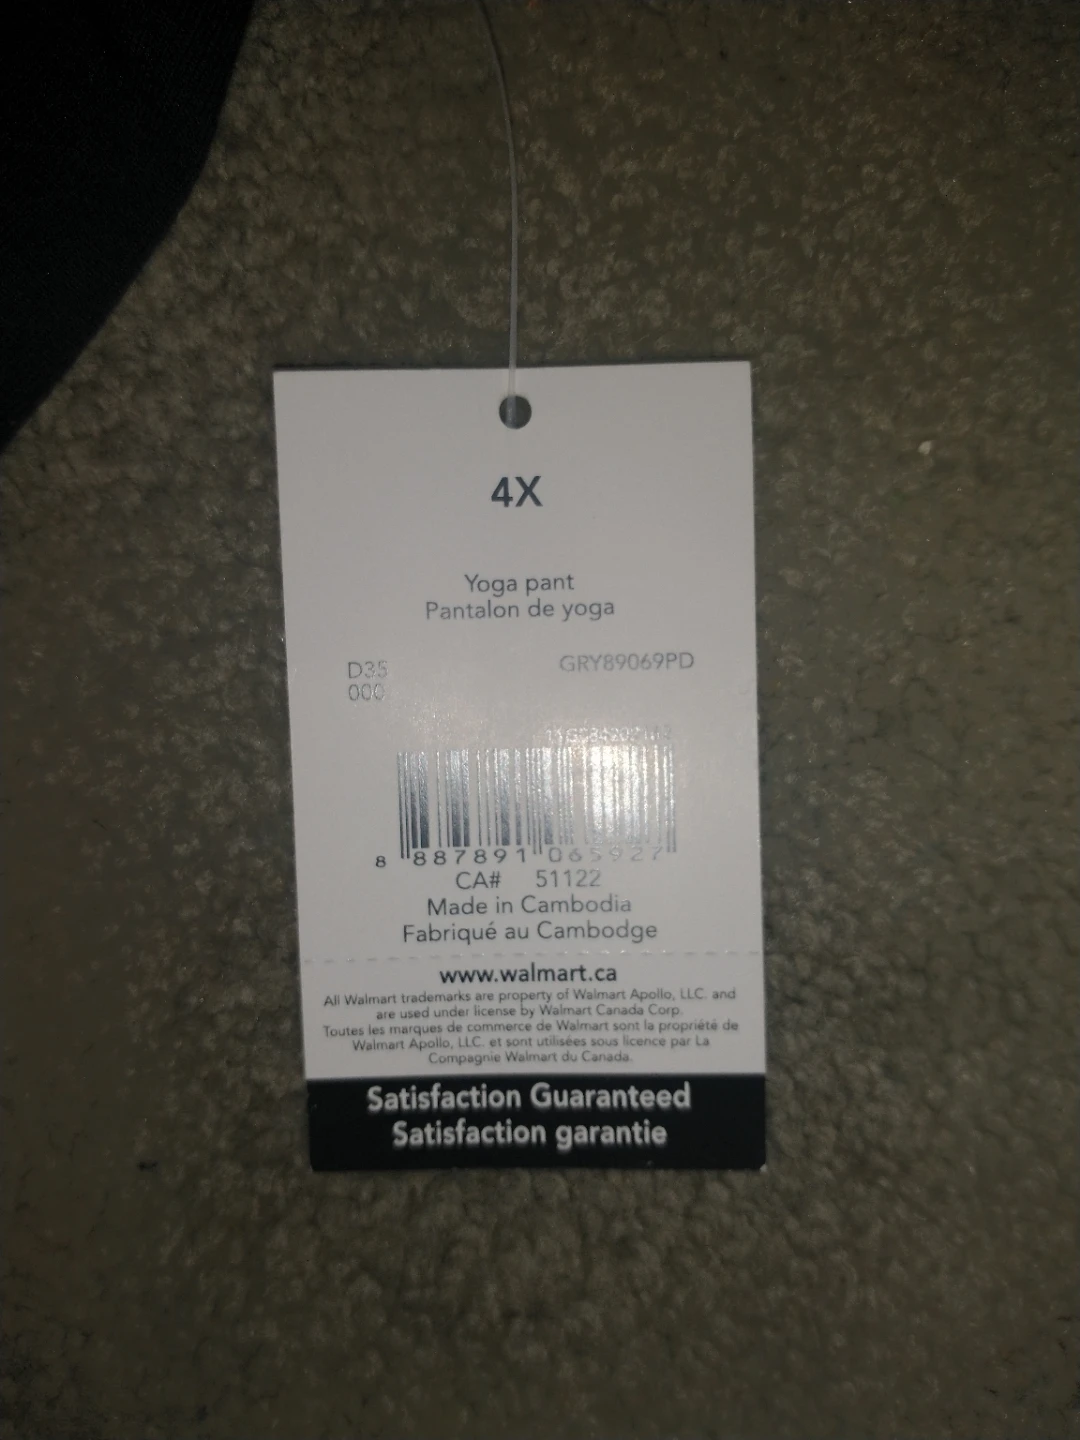 4X
Yoga pant
Pantalon de yoga
D35 GRY89069PD
000
8 887891 065927
CA# 51122
Made in Cambodia
Fabriqué au Cambodge
www.walmart.ca
All Walmart trademarks are property of Walmart Apollo, LLC. and
are used under license by Walmart Canada Corp.
Toutes les marques de commerce de Walmart sont la propriété de
Walmart Apollo, LLC. et sont utilisées sous licence par La
Compagnie Walmart du Canada.
Satisfaction Guaranteed
Satisfaction garantie